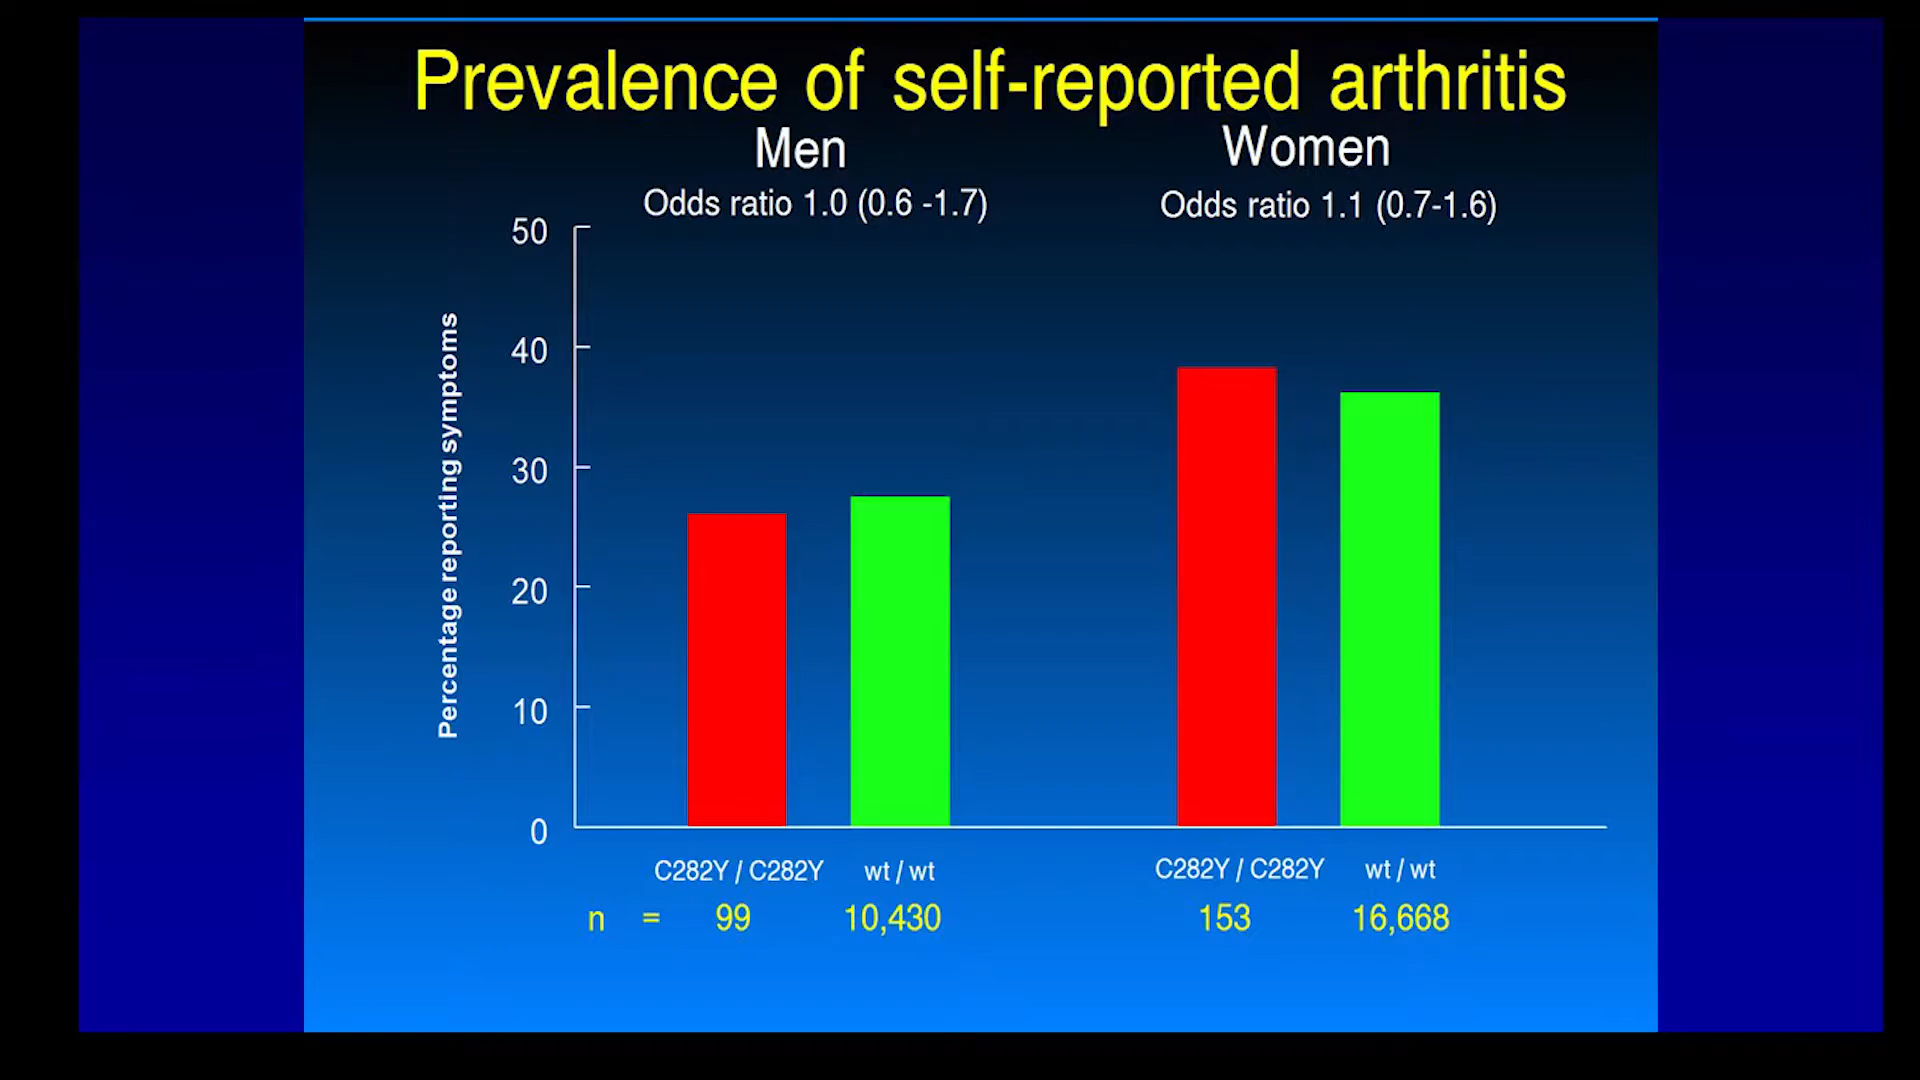 Prevalence of self-reported arthritis
Men
Women
Odds ratio 1.0 (0.6 -1.7)
Odds ratio 1.1 (0.7-1.6)
Percentage reporting symptoms
50
40
30
20
10
0
C282Y / C282Y wt / wt C282Y / C282Y wt / wt
n = 99 10,430 153 16,668